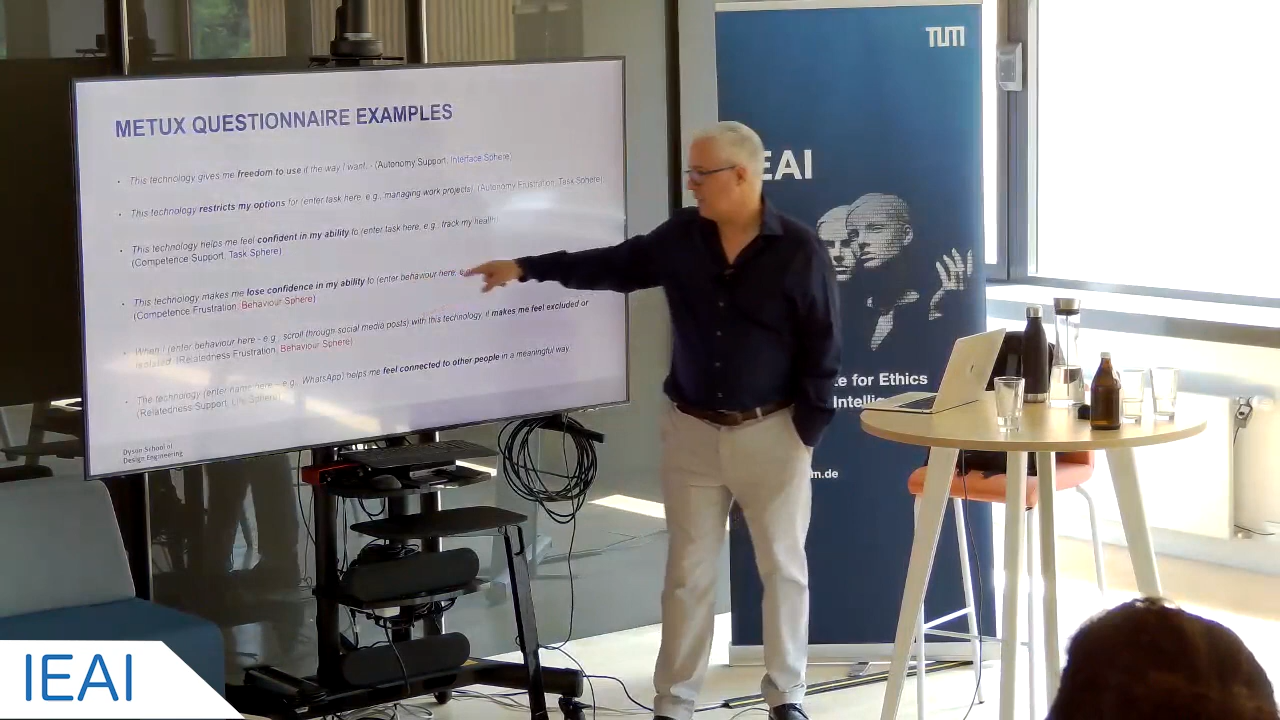 METUX QUESTIONNAIRE EXAMPLES
• This technology gives me freedom to use it the way I want. - (Autonomy Support, Interface Sphere)
• This technology restricts my options for (enter task here. e.g., managing work projects). (Autonomy Frustration, Task Sphere)
• This technology helps me feel confident in my ability to (enter task here, e.g., track my health)
(Competence Support, Task Sphere)
• This technology makes me lose confidence in my ability to (enter behaviour here,
(Competence Frustration, Behaviour Sphere)
• When I (enter behaviour here - e.g., scroll through social media posts) with this technology, it makes me feel excluded or
isolated. (Relatedness Frustration, Behaviour Sphere)
• The technology (enter name here - e.g., WhatsApp) helps me feel connected to other people in a meaningful way
(Relatedness Support, Life Sphere)
Dyson School of
Design Engineering
TUM
EAI
te for Ethics
Intellig
m.de
IEAI